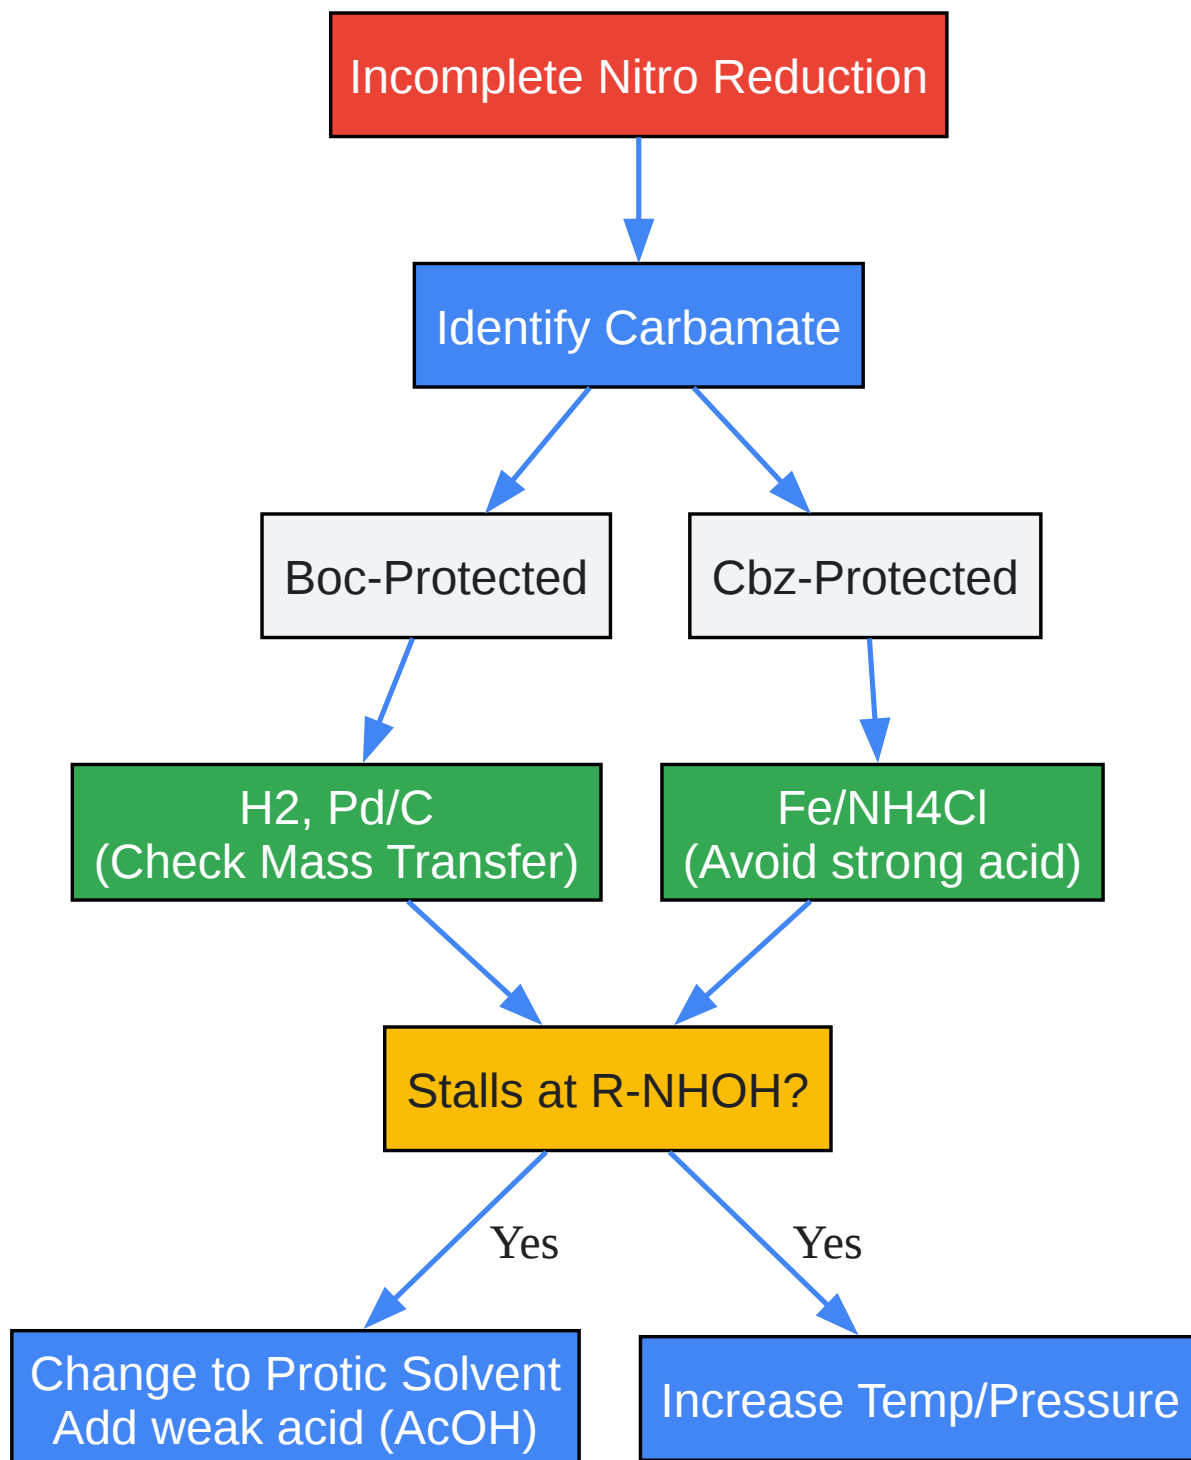 Incomplete Nitro Reduction
Identify Carbamate
Boc-Protected
Cbz-Protected
H2, Pd/C
(Check Mass Transfer)
Fe/NH4Cl
(Avoid strong acid)
Stalls at R-NHOH?
Yes
Yes
Change to Protic Solvent
Add weak acid (AcOH)
Increase Temp/Pressure